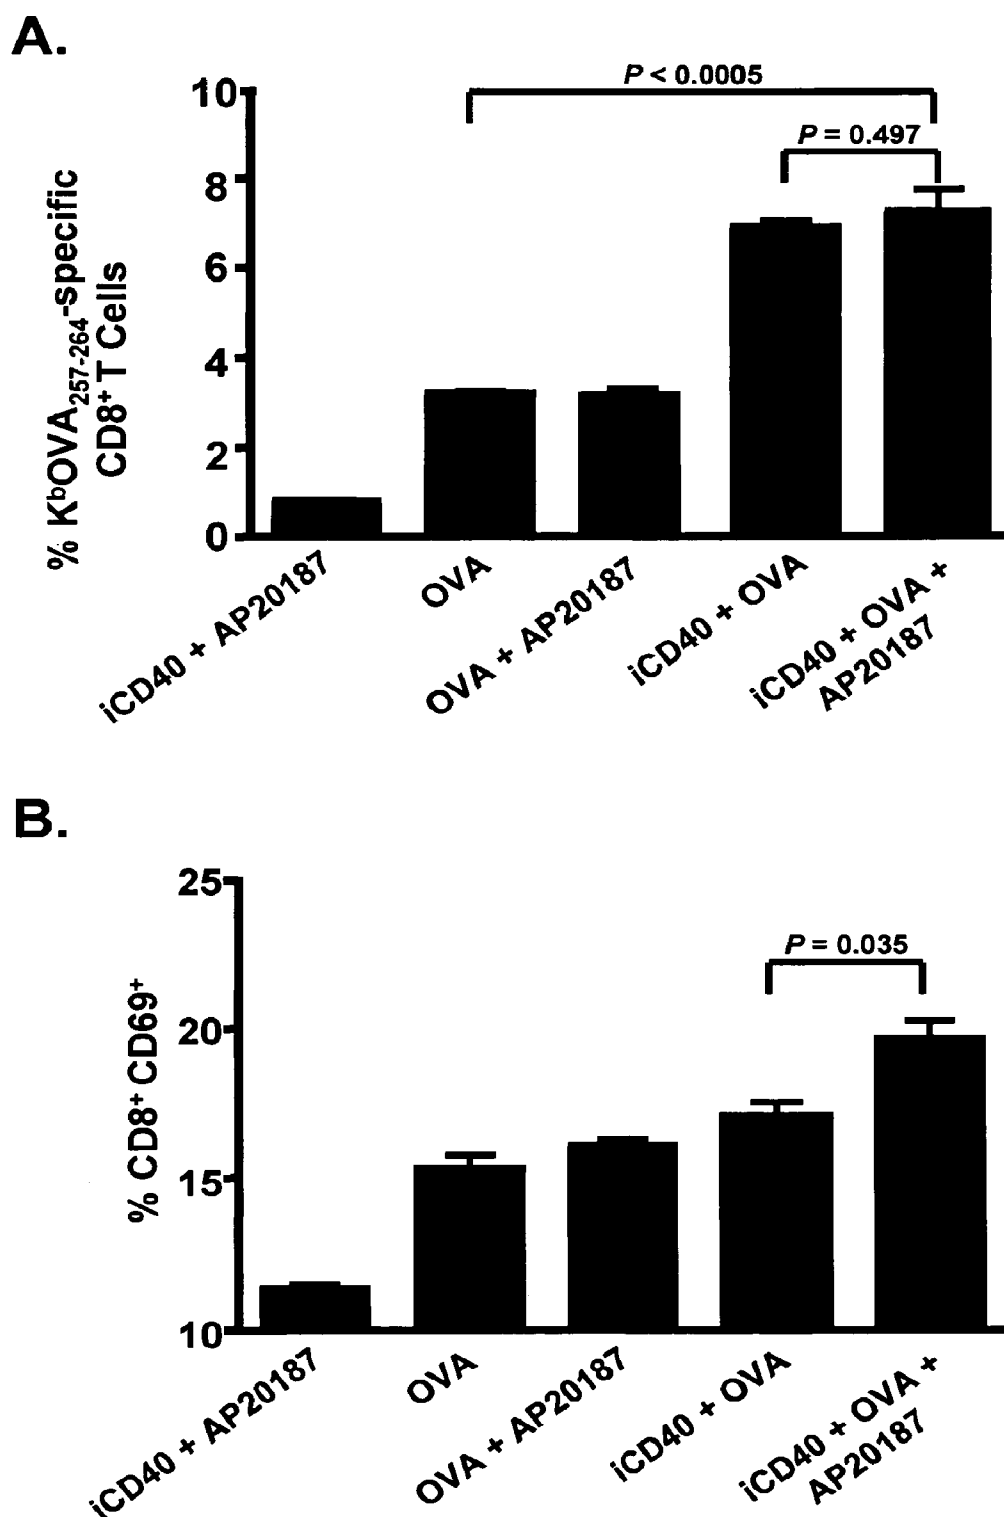 A.
P < 0.0005
P = 0.497
10
8
6
4
2
0
% KᵇOVA₂₅₇₋₂₆₄-specific
CD8⁺ T Cells
iCD40 + AP20187
OVA
OVA + AP20187
iCD40 + OVA
iCD40 + OVA +
AP20187
B.
P = 0.035
25
20
15
10
% CD8⁺ CD69⁺
iCD40 + AP20187
OVA
OVA + AP20187
iCD40 + OVA
iCD40 + OVA +
AP20187